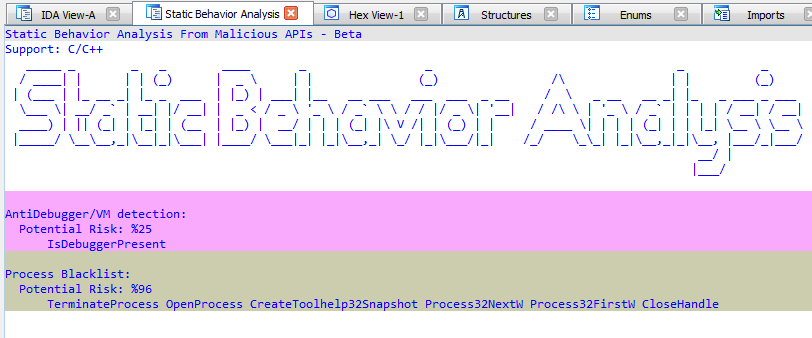 IDA View-A Static Behavior Analysis Hex View-1 Structures Enums Imports
Static Behavior Analysis From Malicious APIs - Beta
Support: C/C++
Static Behavior Analysis
AntiDebugger/VM detection:
Potential Risk: %25
IsDebuggerPresent
Process Blacklist:
Potential Risk: %96
TerminateProcess OpenProcess CreateToolhelp32Snapshot Process32NextW Process32FirstW CloseHandle